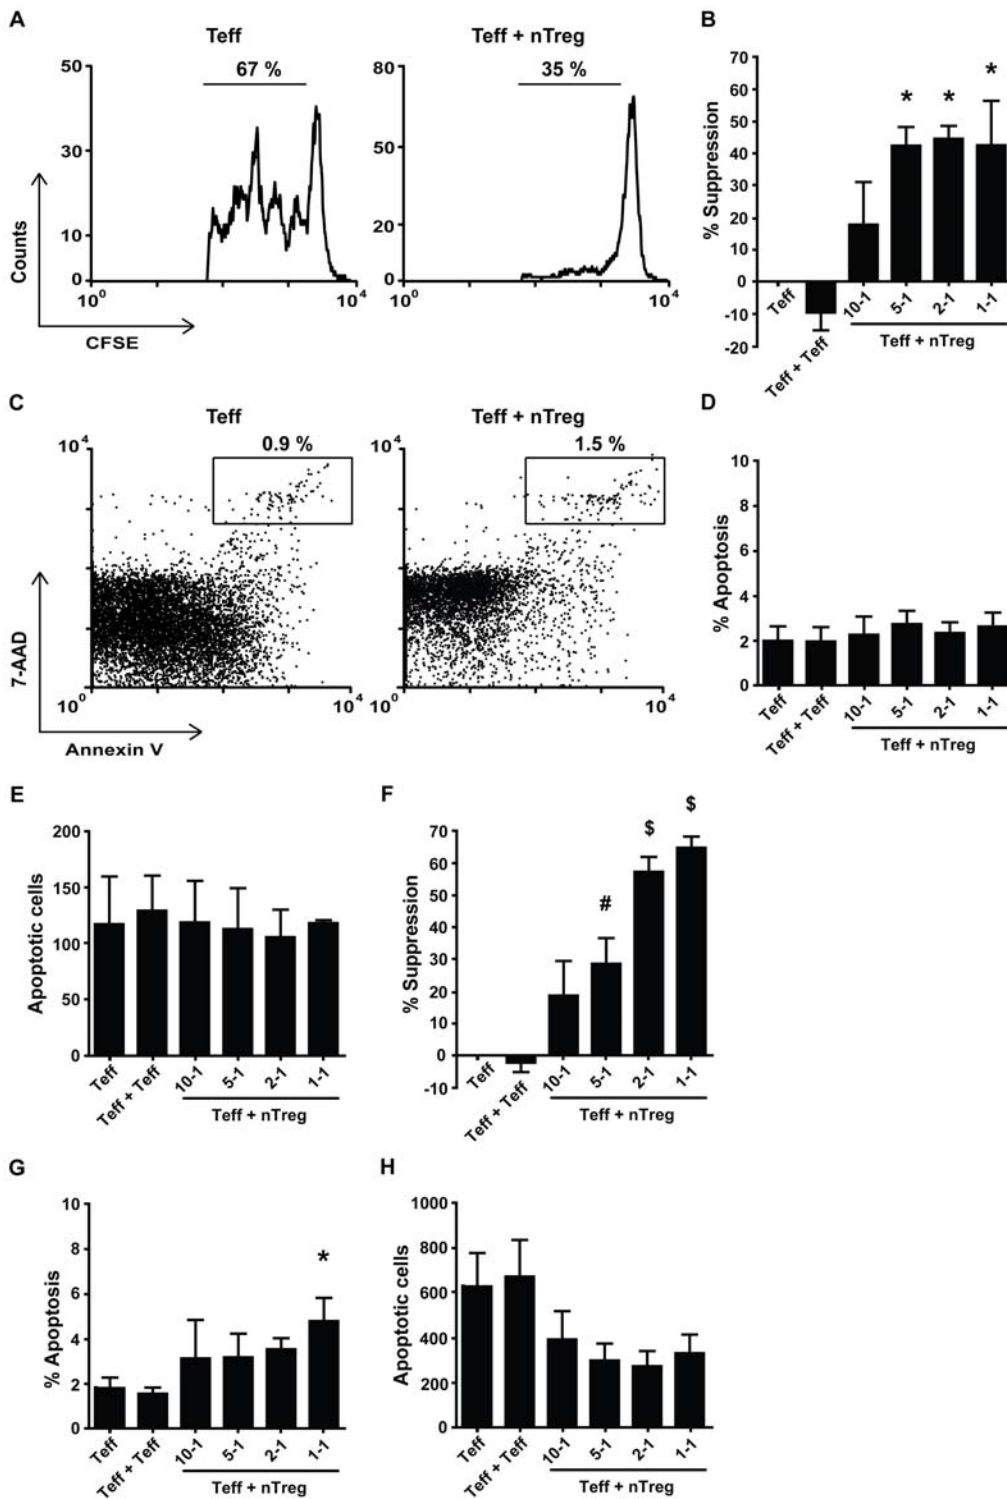 A
Teff
Teff + nTreg
67 %
35 %
50
30
10
0
10⁰
10⁴
80
50
20
0
10⁰
10⁴
Counts
CFSE
B
% Suppression
70
60
50
40
30
20
10
0
-10
-20
*
*
*
Teff
Teff + Teff
10-1
5-1
2-1
1-1
Teff + nTreg
C
Teff
Teff + nTreg
0.9 %
1.5 %
10⁴
10⁰
10⁴
10⁴
10⁰
10⁴
7-AAD
Annexin V
D
% Apoptosis
10
8
6
4
2
0
Teff
Teff + Teff
10-1
5-1
2-1
1-1
Teff + nTreg
E
Apoptotic cells
200
150
100
50
0
Teff
Teff + Teff
10-1
5-1
2-1
1-1
Teff + nTreg
F
% Suppression
70
60
50
40
30
20
10
0
-10
#
$
$
Teff
Teff + Teff
10-1
5-1
2-1
1-1
Teff + nTreg
G
% Apoptosis
10
8
6
4
2
0
*
Teff
Teff + Teff
10-1
5-1
2-1
1-1
Teff + nTreg
H
Apoptotic cells
1000
800
600
400
200
0
Teff
Teff + Teff
10-1
5-1
2-1
1-1
Teff + nTreg